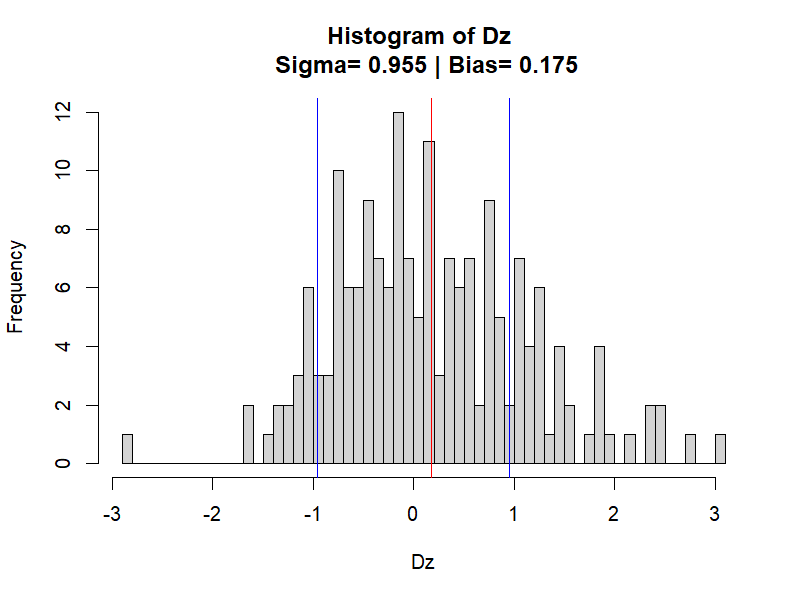 Histogram of Dz
Sigma= 0.955 | Bias= 0.175
Frequency
12
10
8
6
4
2
0
-3 -2 -1 0 1 2 3
Dz